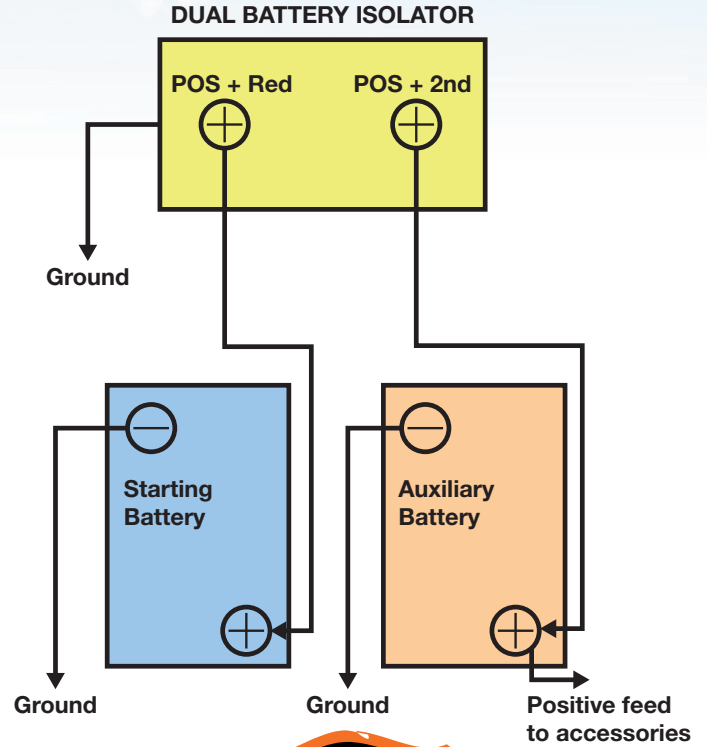 DUAL BATTERY ISOLATOR
POS + Red
POS + 2nd
Ground
Starting
Battery
Auxiliary
Battery
Ground
Ground
Positive feed
to accessories